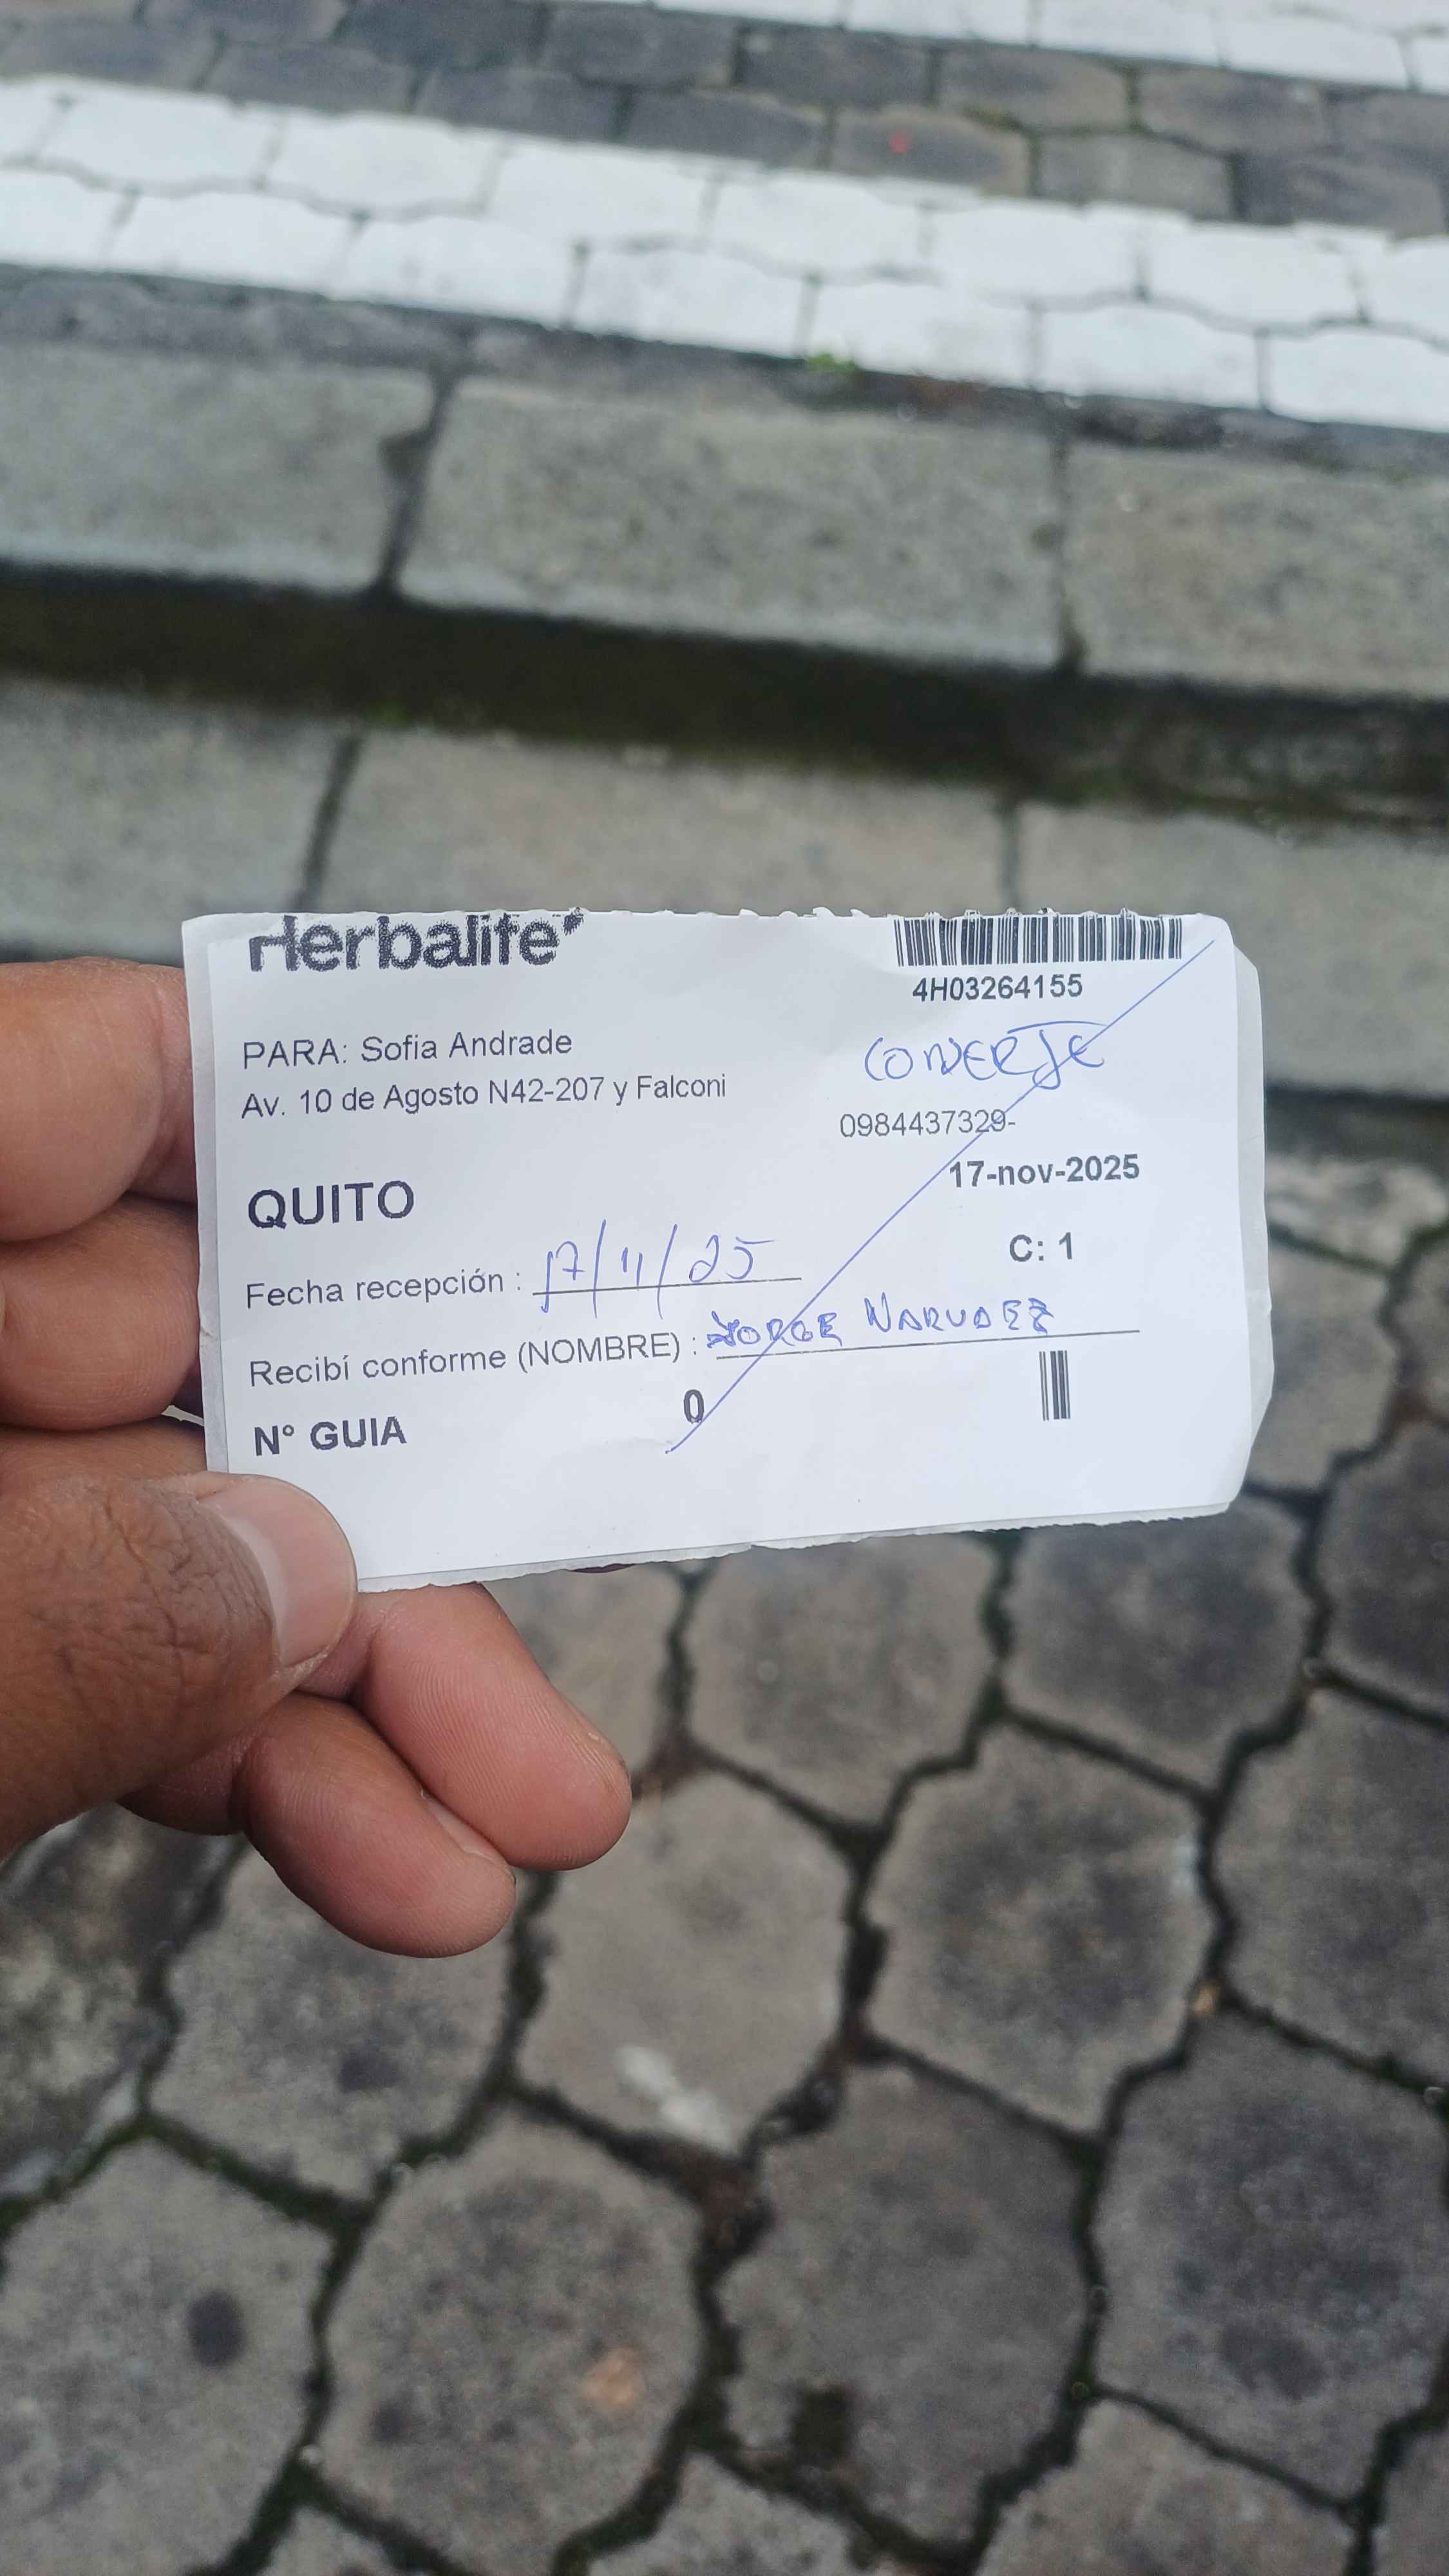 Herbalife
4H03264155
PARA: Sofia Andrade
CONSERJE
Av. 10 de Agosto N42-207 y Falconi
0984437329-
17-nov-2025
QUITO
C: 1
Fecha recepción : 17/11/25
Recibí conforme (NOMBRE) : JORGE NARVAEZ
N° GUIA
0